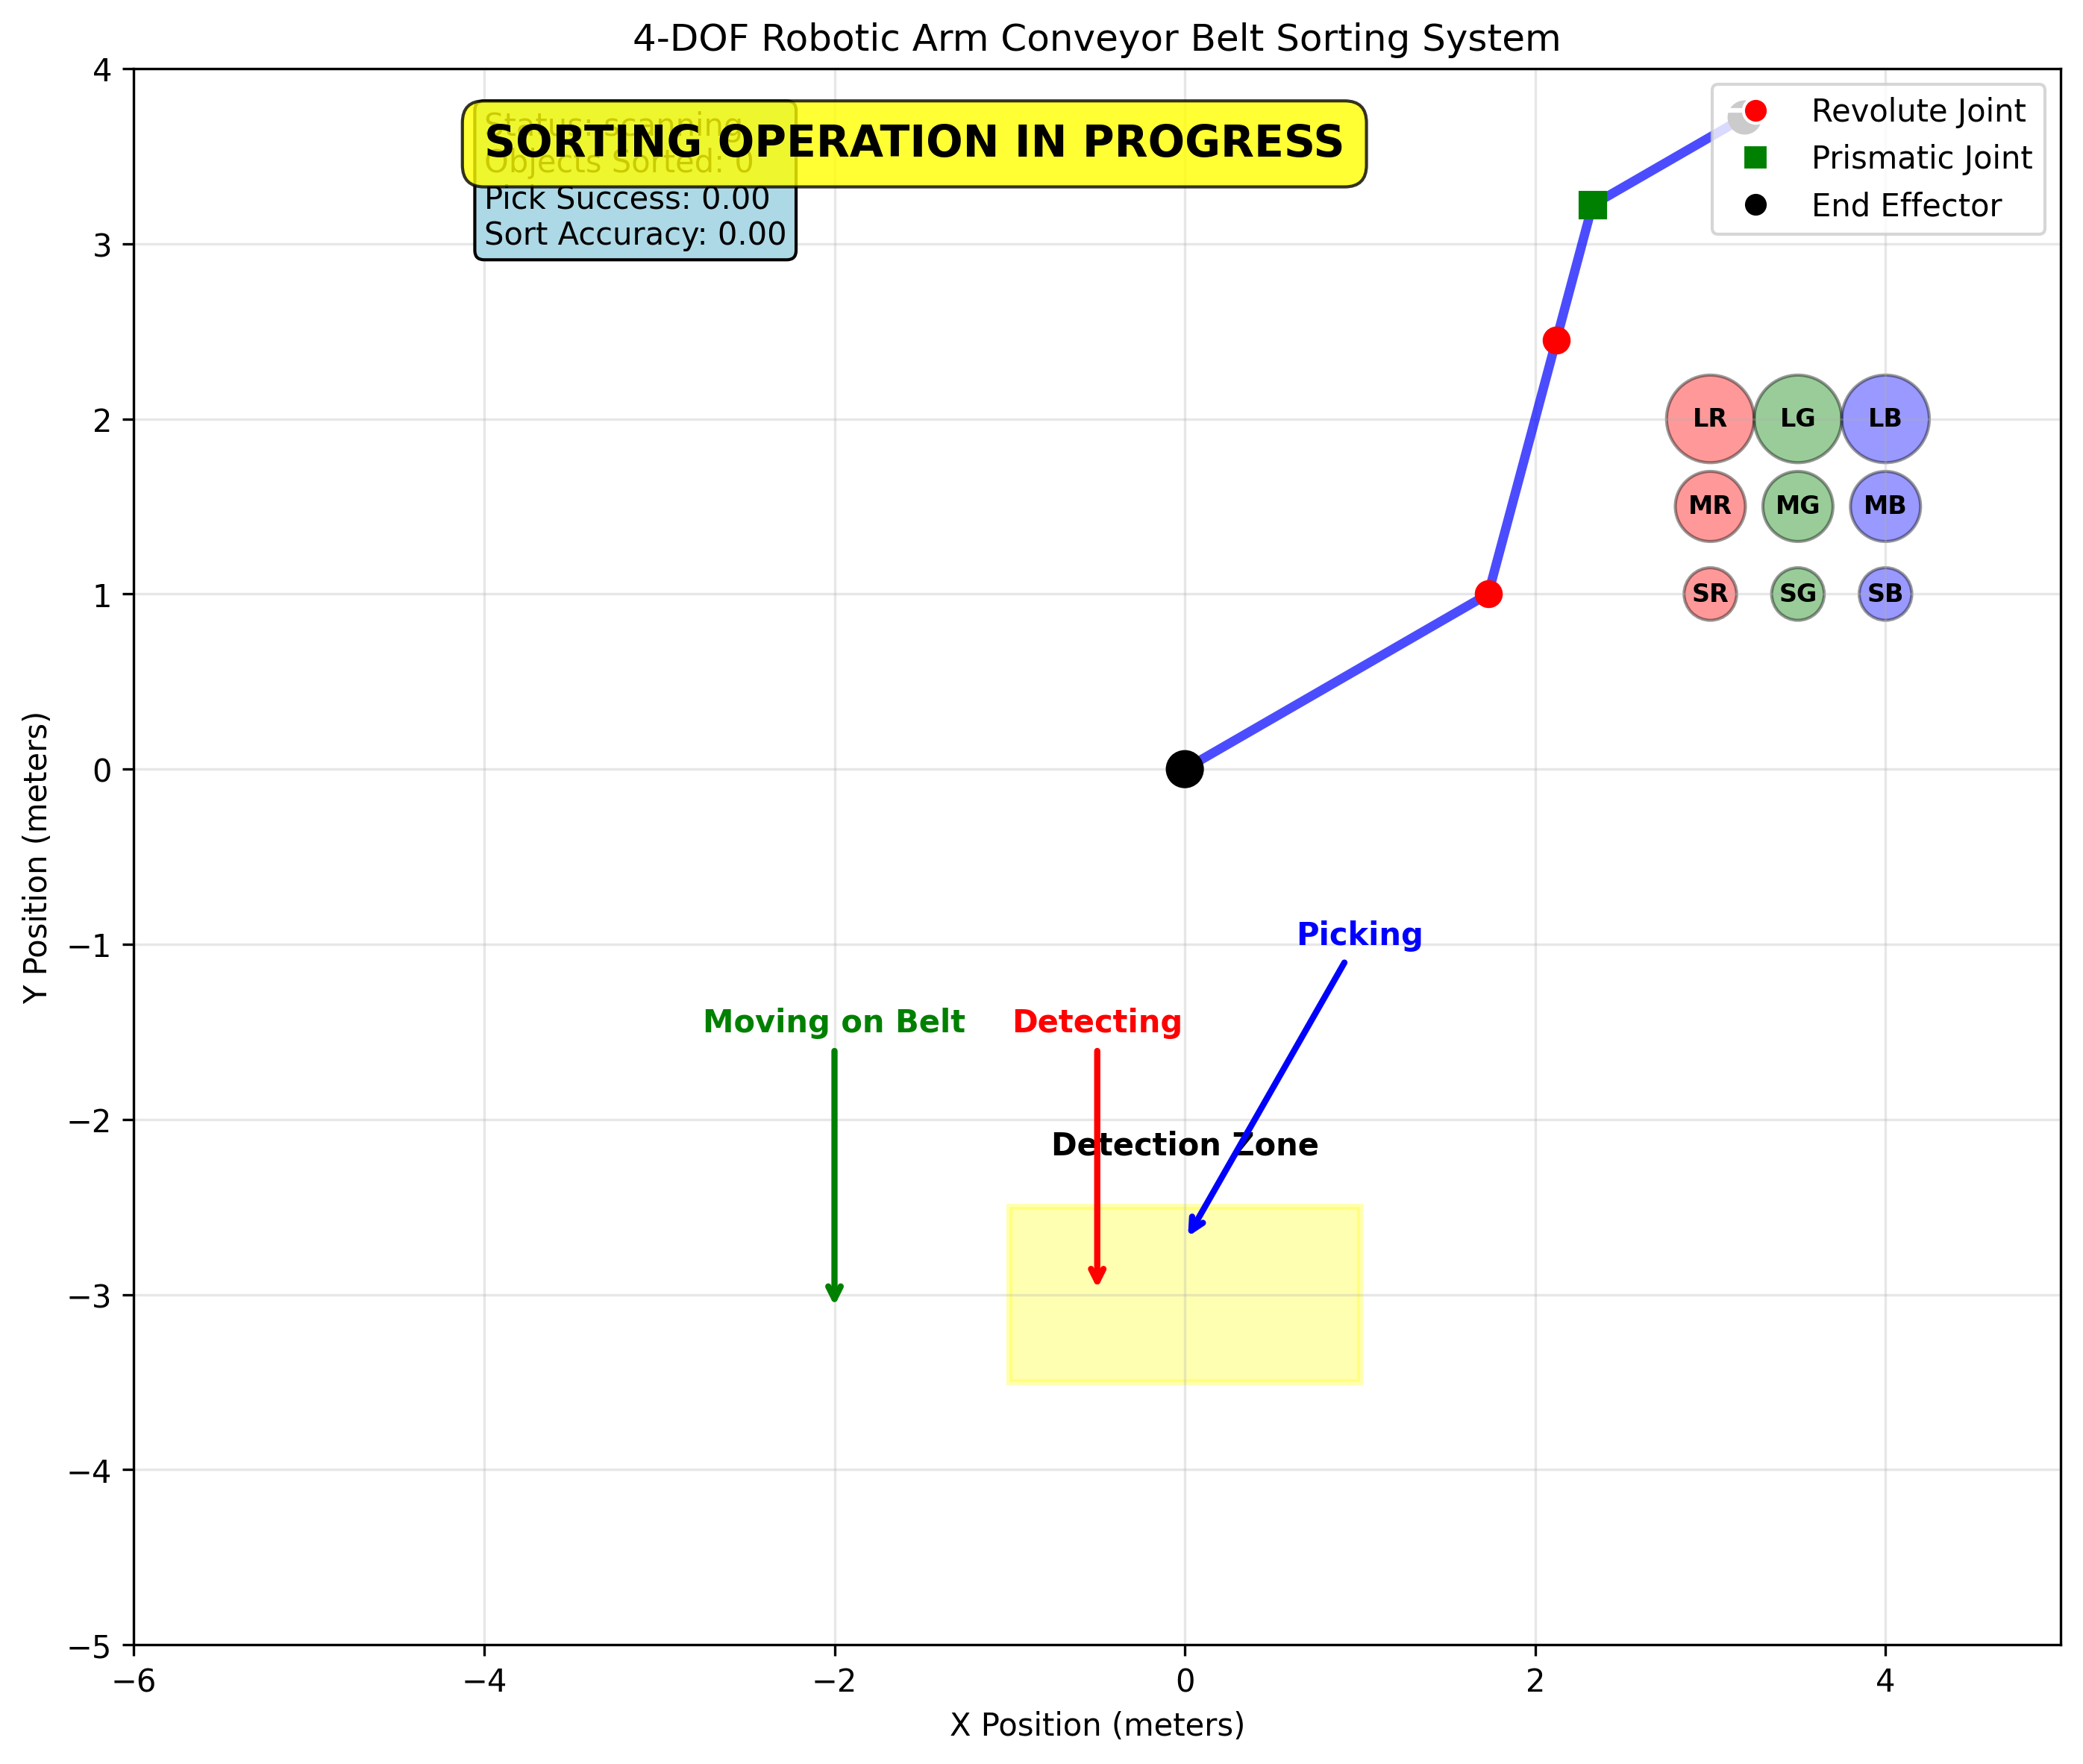 4-DOF Robotic Arm Conveyor Belt Sorting System
SORTING OPERATION IN PROGRESS
Status: scanning
Objects Sorted: 0
Pick Success: 0.00
Sort Accuracy: 0.00
Revolute Joint
Prismatic Joint
End Effector
LR LG LB
MR MG MB
SR SG SB
Picking
Moving on Belt
Detecting
Detection Zone
4
3
2
1
0
−1
−2
−3
−4
−5
Y Position (meters)
−6 −4 −2 0 2 4
X Position (meters)